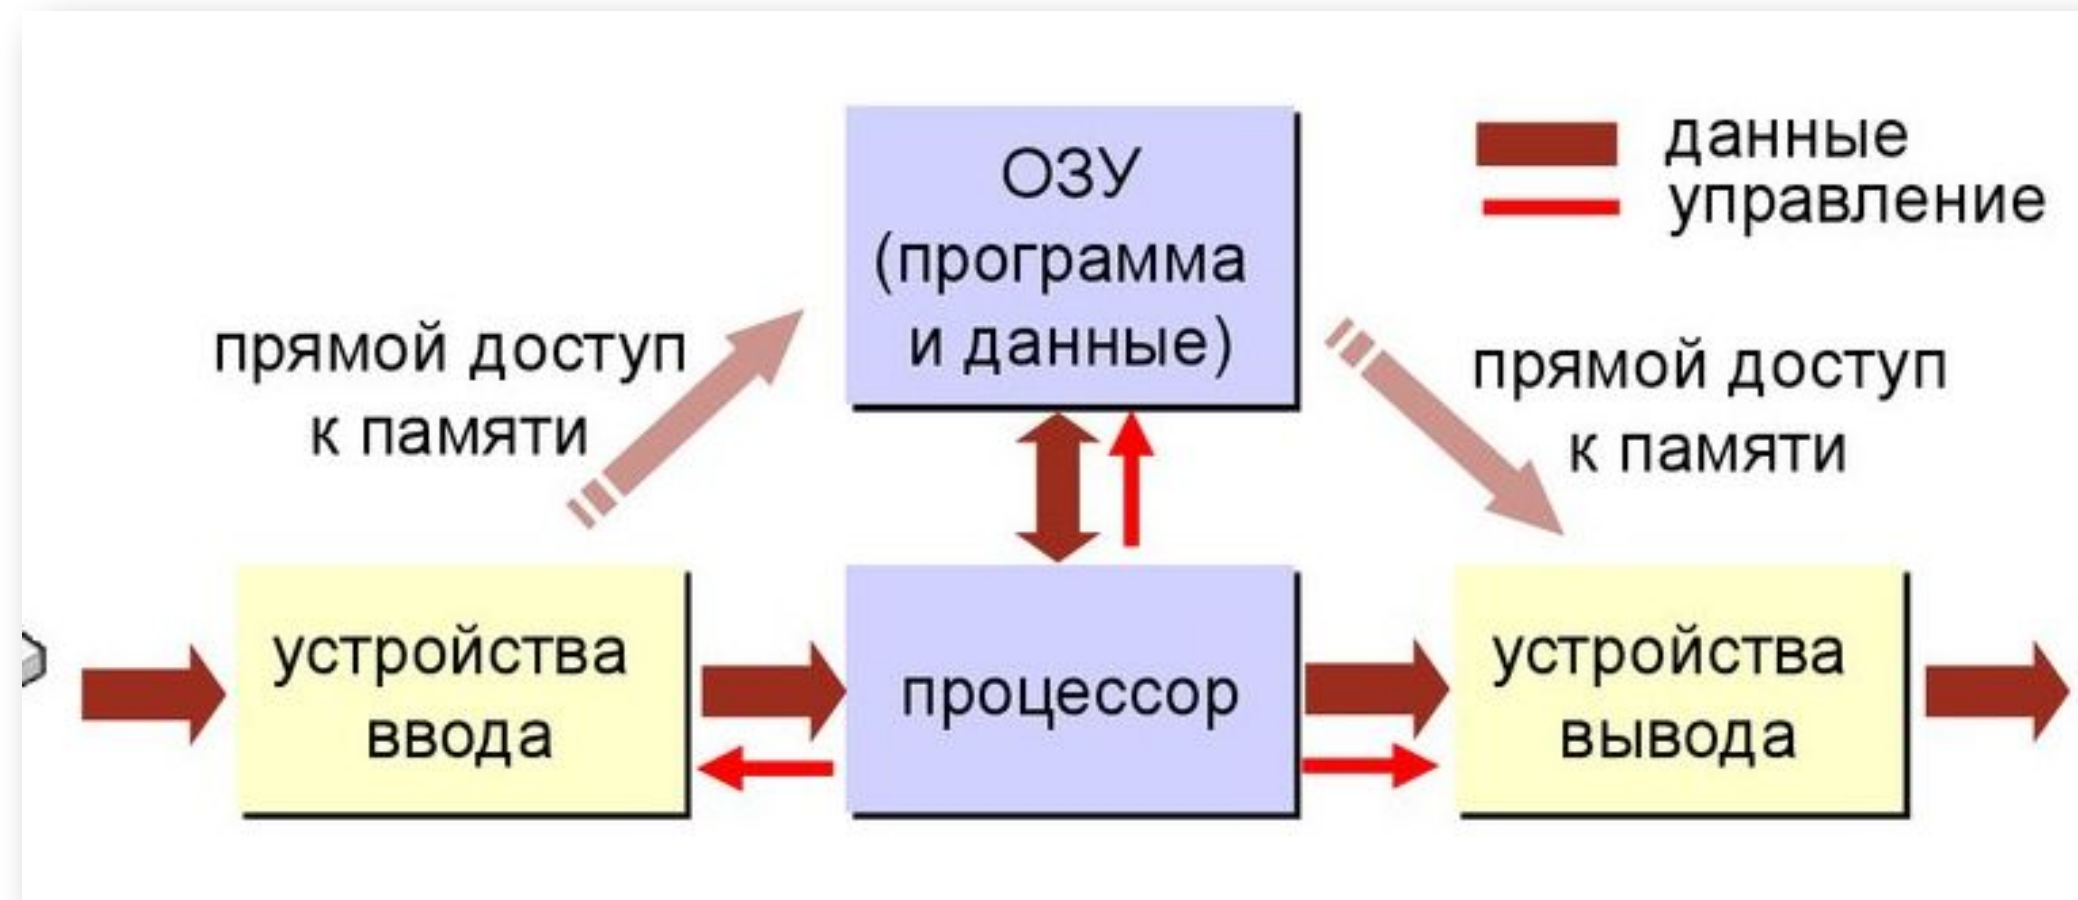 ОЗУ
(программа
и данные)
данные
управление
прямой доступ
к памяти
прямой доступ
к памяти
устройства
ввода
процессор
устройства
вывода